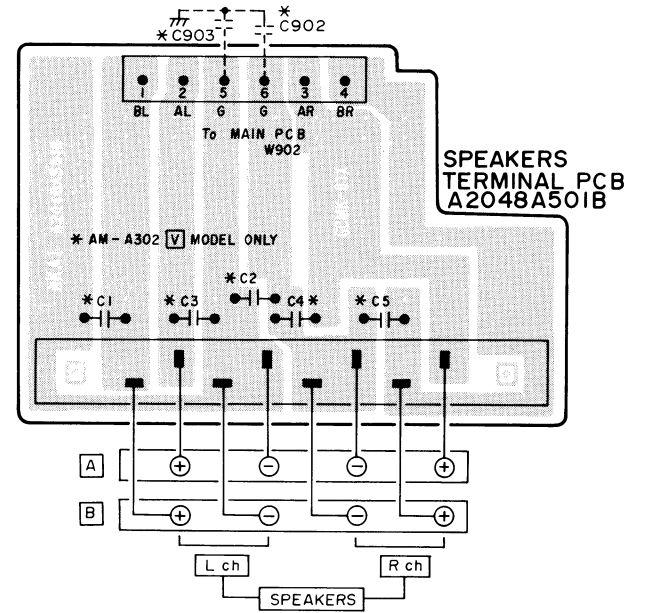 *
* C903
C902
1 2 5 6 3 4
BL AL G G AR BR
To MAIN PCB
W902
SPEAKERS
TERMINAL PCB
A2048A501B
* AM-A302 V MODEL ONLY
* C2
* C1 * C3 C4 * * C5
A + − − +
B + − − +
L ch R ch
SPEAKERS